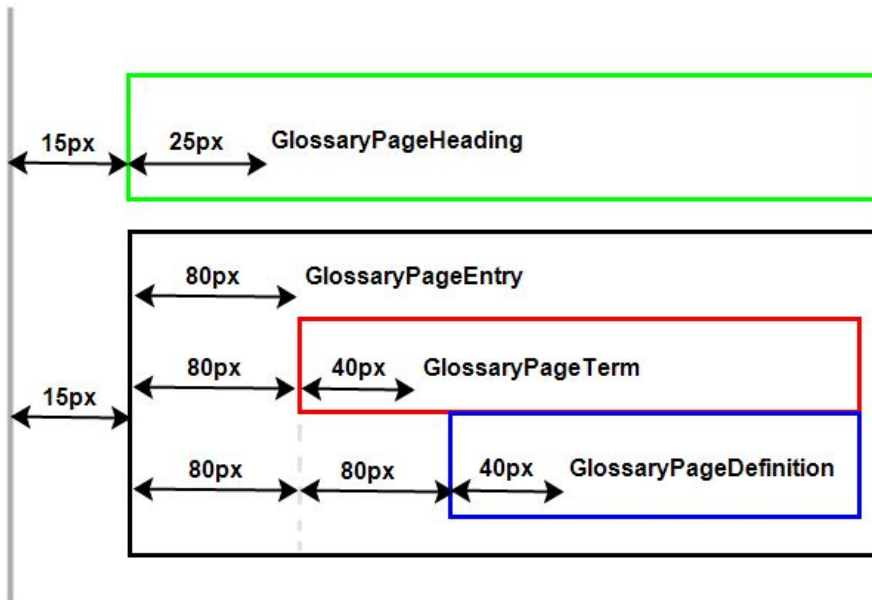 15px
25px
GlossaryPageHeading
80px
GlossaryPageEntry
80px
40px
GlossaryPageTerm
15px
80px
80px
40px
GlossaryPageDefinition